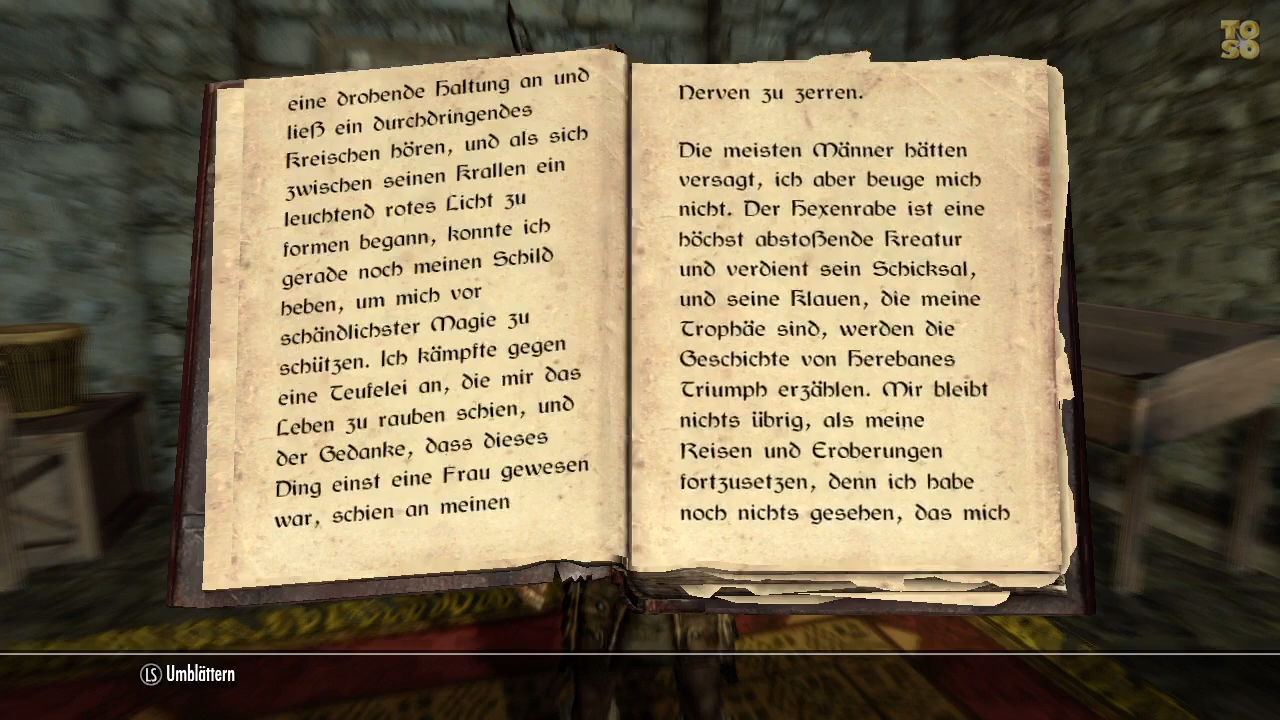 eine drohende Haltung an und
ließ ein durchdringendes
Kreischen hören, und als sich
zwischen seinen Krallen ein
leuchtend rotes Licht zu
formen begann, konnte ich
gerade noch meinen Schild
heben, um mich vor
schändlichster Magie zu
schützen. Ich kämpfte gegen
eine Teufelei an, die mir das
Leben zu rauben schien, und
der Gedanke, dass dieses
Ding einst eine Frau gewesen
war, schien an meinen
Nerven zu zerren.
Die meisten Männer hätten
versagt, ich aber beuge mich
nicht. Der Hexenrabe ist eine
höchst abstoßende Kreatur
und verdient sein Schicksal,
und seine Klauen, die meine
Trophäe sind, werden die
Geschichte von Herebanes
Triumph erzählen. Mir bleibt
nichts übrig, als meine
Reisen und Eroberungen
fortzusetzen, denn ich habe
noch nichts gesehen, das mich
LS Umblättern
TO
SO